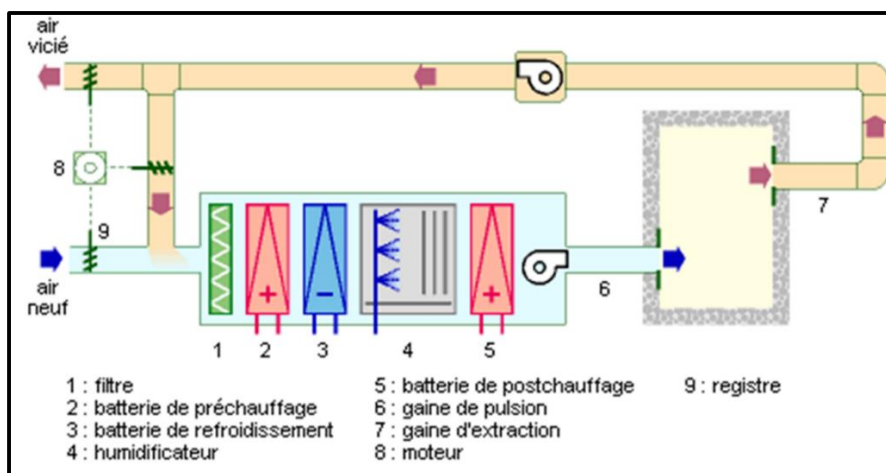 air
vicié
8
9
air
neuf
+
−
+
1
2
3
4
5
6
7
1 : filtre
2 : batterie de préchauffage
3 : batterie de refroidissement
4 : humidificateur
5 : batterie de postchauffage
6 : gaine de pulsion
7 : gaine d'extraction
8 : moteur
9 : registre